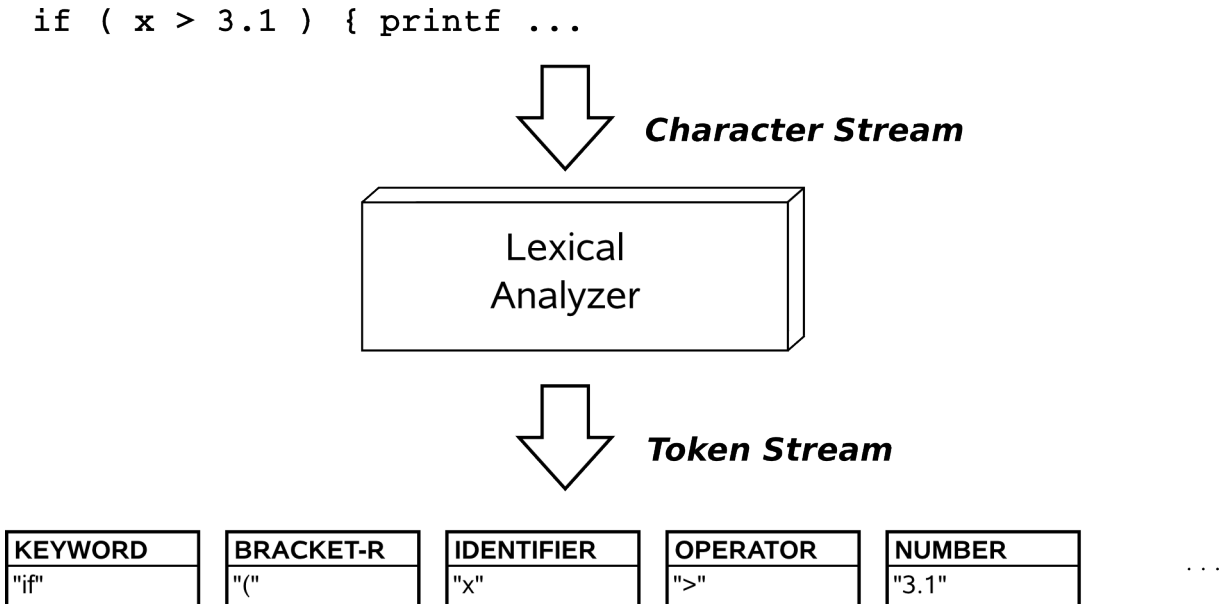 if ( x > 3.1 ) { printf ...
Character Stream
Lexical
Analyzer
Token Stream
KEYWORD BRACKET-R IDENTIFIER OPERATOR NUMBER
"if" "(" "x" ">" "3.1" ...